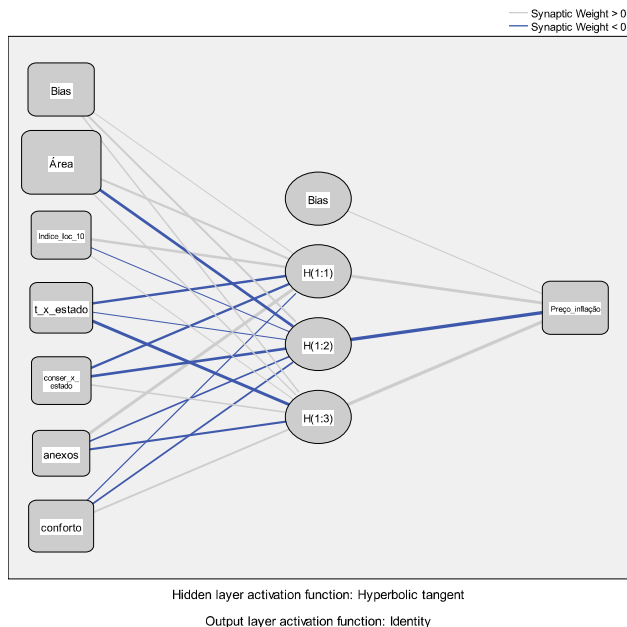 Synaptic Weight > 0
Synaptic Weight < 0
Bias
Área
Indice_loc_10
t_x_estado
conser_x_
estado
anexos
conforto
Bias
H(1:1)
H(1:2)
H(1:3)
Preço_inflação
Hidden layer activation function: Hyperbolic tangent
Output layer activation function: Identity